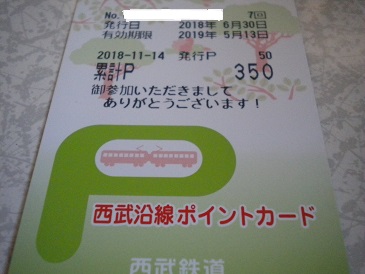 No. 7回
発行日 2018年 6月30日
有効期限 2019年 5月13日
2018-11-14 発行P 50
累計P 350
御参加いただきまして
ありがとうございます!
西武沿線ポイントカード
西武鉄道